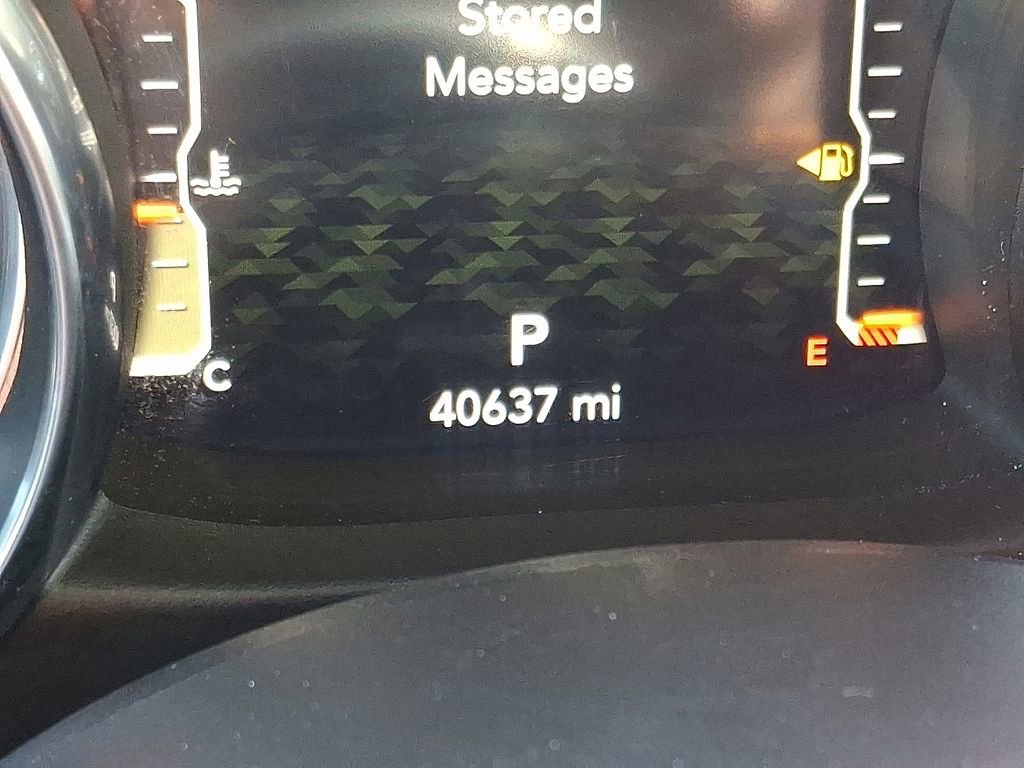 Stored
Messages
P
E
C
40637 mi